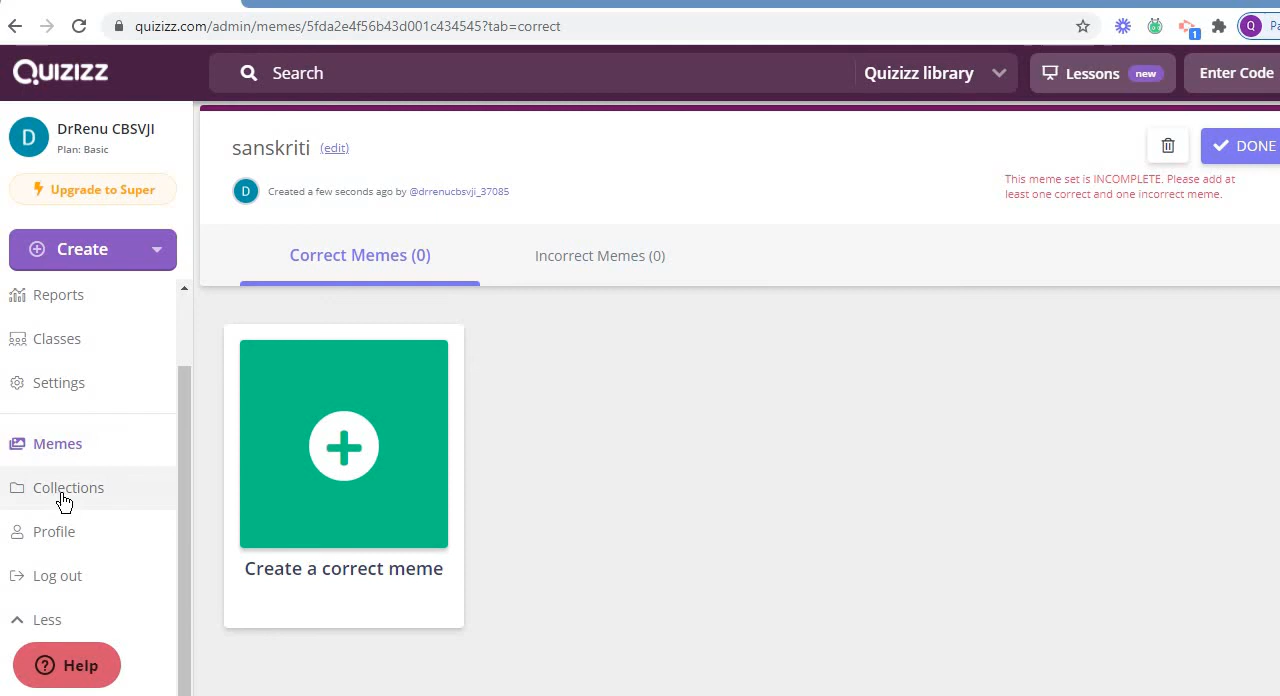 quizizz.com/admin/memes/5fda2e4f56b43d001c434545?tab=correct
1
Q
Pa
QUIZIZZ
Search
Quizizz library
Lessons new
Enter Code
D
DrRenu CBSVJI
Plan: Basic
Upgrade to Super
Create
Reports
Classes
Settings
Memes
Collections
Profile
Log out
Less
Help
sanskriti (edit)
D Created a few seconds ago by @drrenucbsvji_37085
DONE
This meme set is INCOMPLETE. Please add at
least one correct and one incorrect meme.
Correct Memes (0)
Incorrect Memes (0)
Create a correct meme